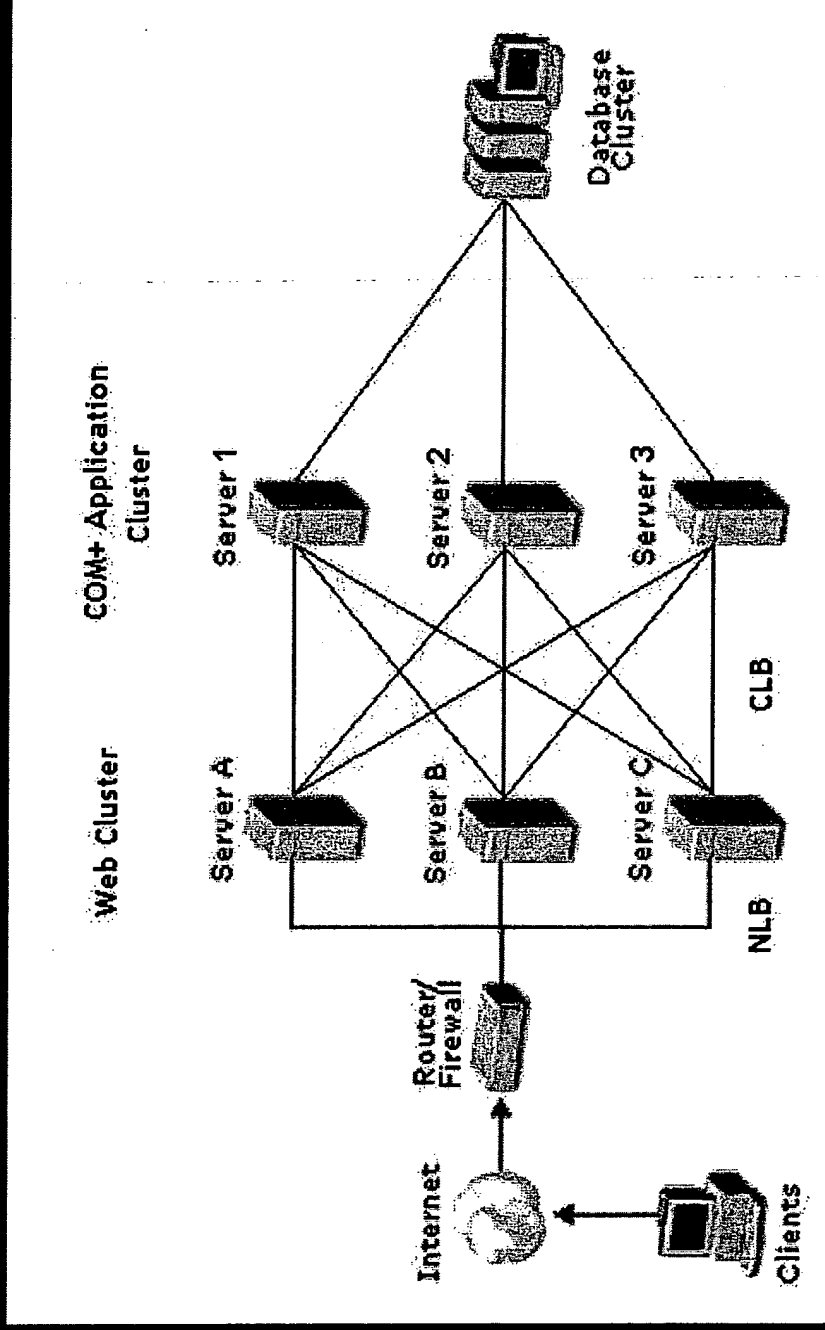 Web Cluster
COM+ Application
Cluster
Server A
Server 1
Internet
Router/
Firewall
Server B
Server 2
Database
Cluster
Server C
Server 3
Clients
NLB
CLB